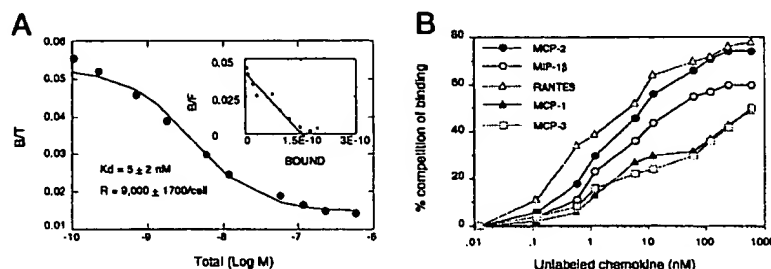 A
B/T
0.06
0.05
0.04
0.03
0.02
0.01
-10
-9
-8
-7
-6
-5
Total (Log M)
Kd = 5 ± 2 nM
R = 9,000 ± 1700/cell
B/F
0.05
0.025
0
0
1.5E-10
3E-10
BOUND
B
% competition of binding
80
60
40
20
0
.01
.1
1
10
100
1000
Unlabeled chemokine (nM)
MCP-2
MIP-1β
RANTES
MCP-1
MCP-3